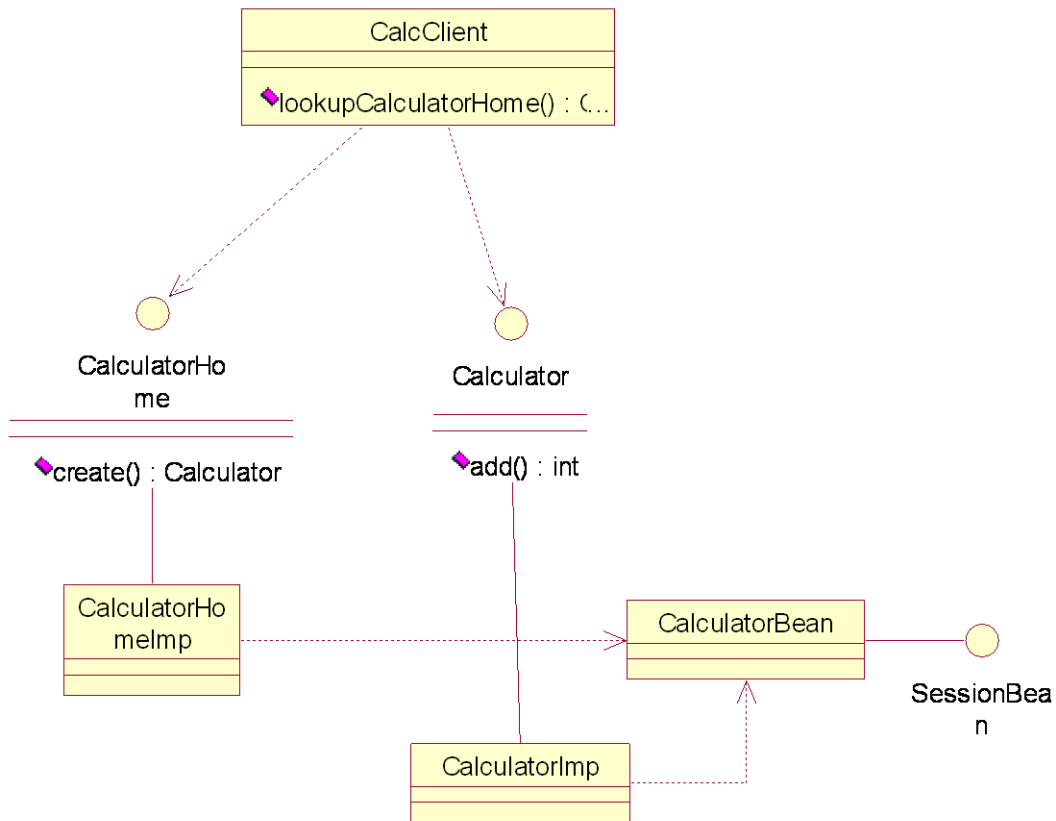 CalcClient
lookupCalculatorHome() : C...
CalculatorHo
me
Calculator
create() : Calculator
add() : int
CalculatorHo
meImp
CalculatorBean
SessionBea
n
CalculatorImp